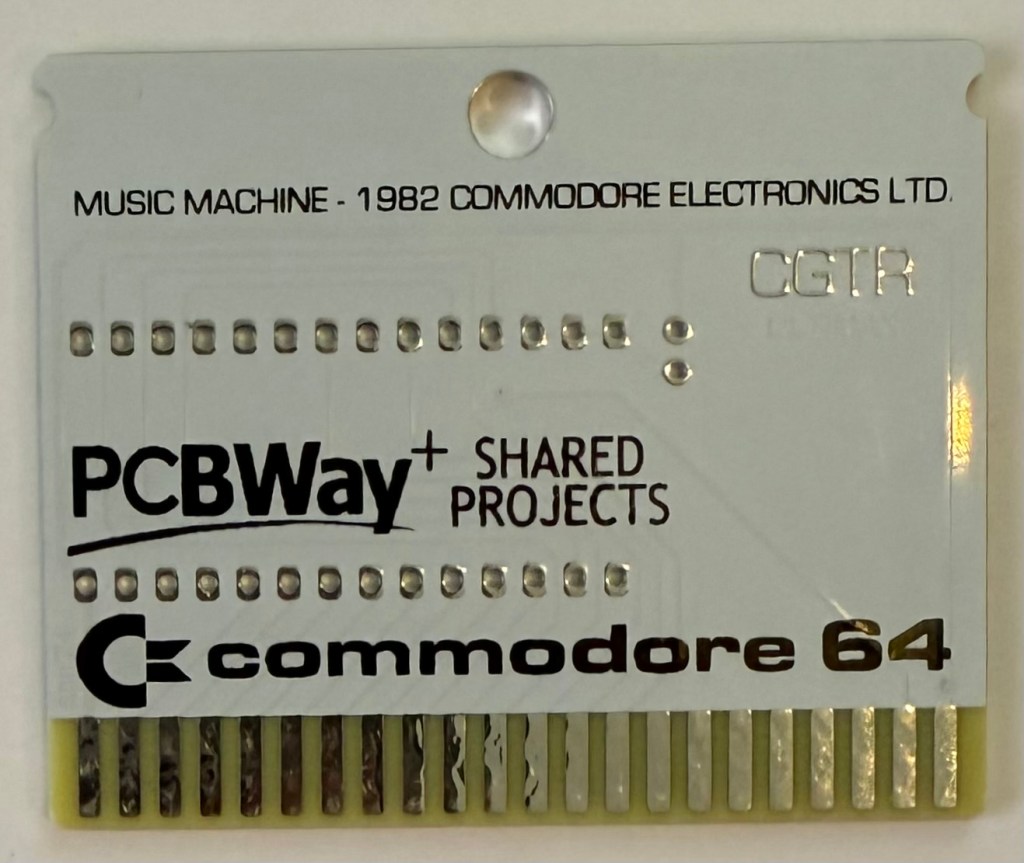 MUSIC MACHINE - 1982 COMMODORE ELECTRONICS LTD.
CGTR
PCBWay+ SHARED
PROJECTS
commodore 64